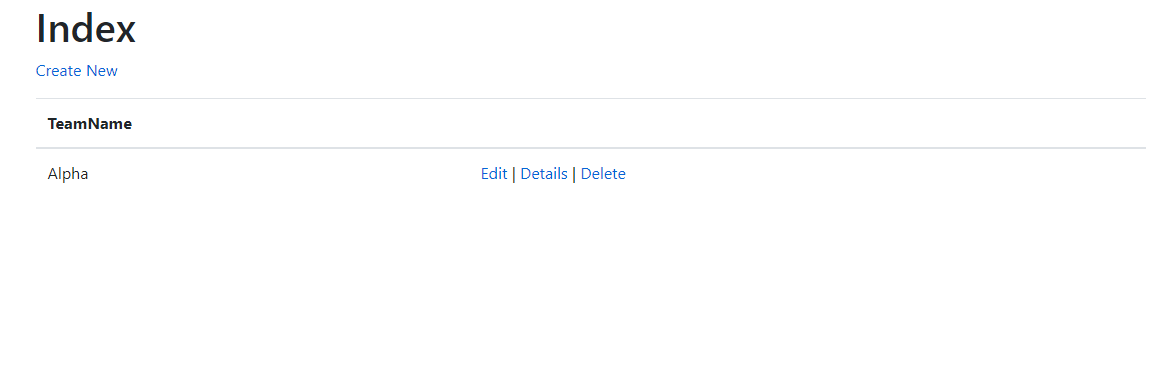 Index
Create New
TeamName
Alpha Edit | Details | Delete